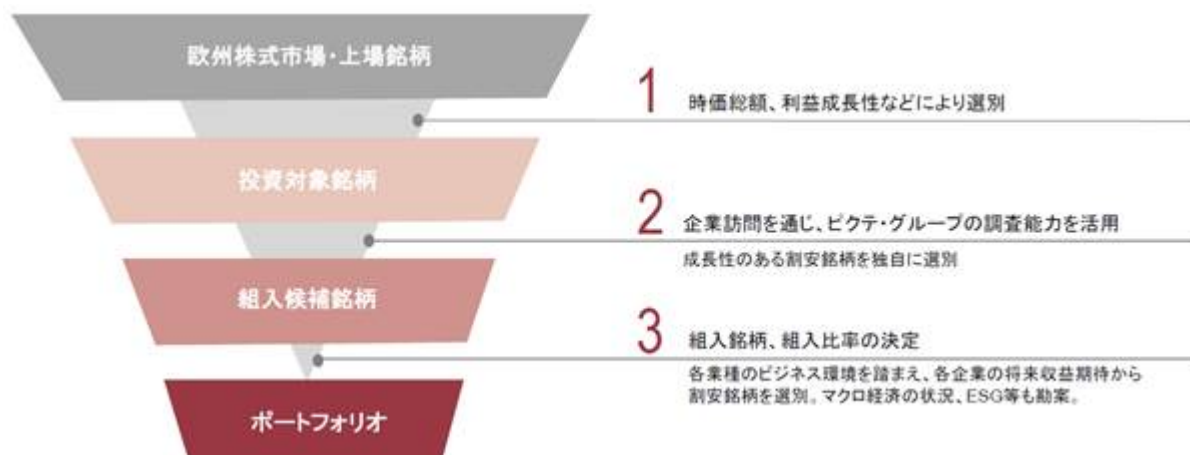 欧州株式市場・上場銘柄
1
時価総額、利益成長性などにより選別
投資対象銘柄
2
企業訪問を通じ、ピクテ・グループの調査能力を活用
成長性のある割安銘柄を独自に選別
組入候補銘柄
3
組入銘柄、組入比率の決定
各業種のビジネス環境を踏まえ、各企業の将来収益期待から
割安銘柄を選別。マクロ経済の状況、ESG等も勘案。
ポートフォリオ